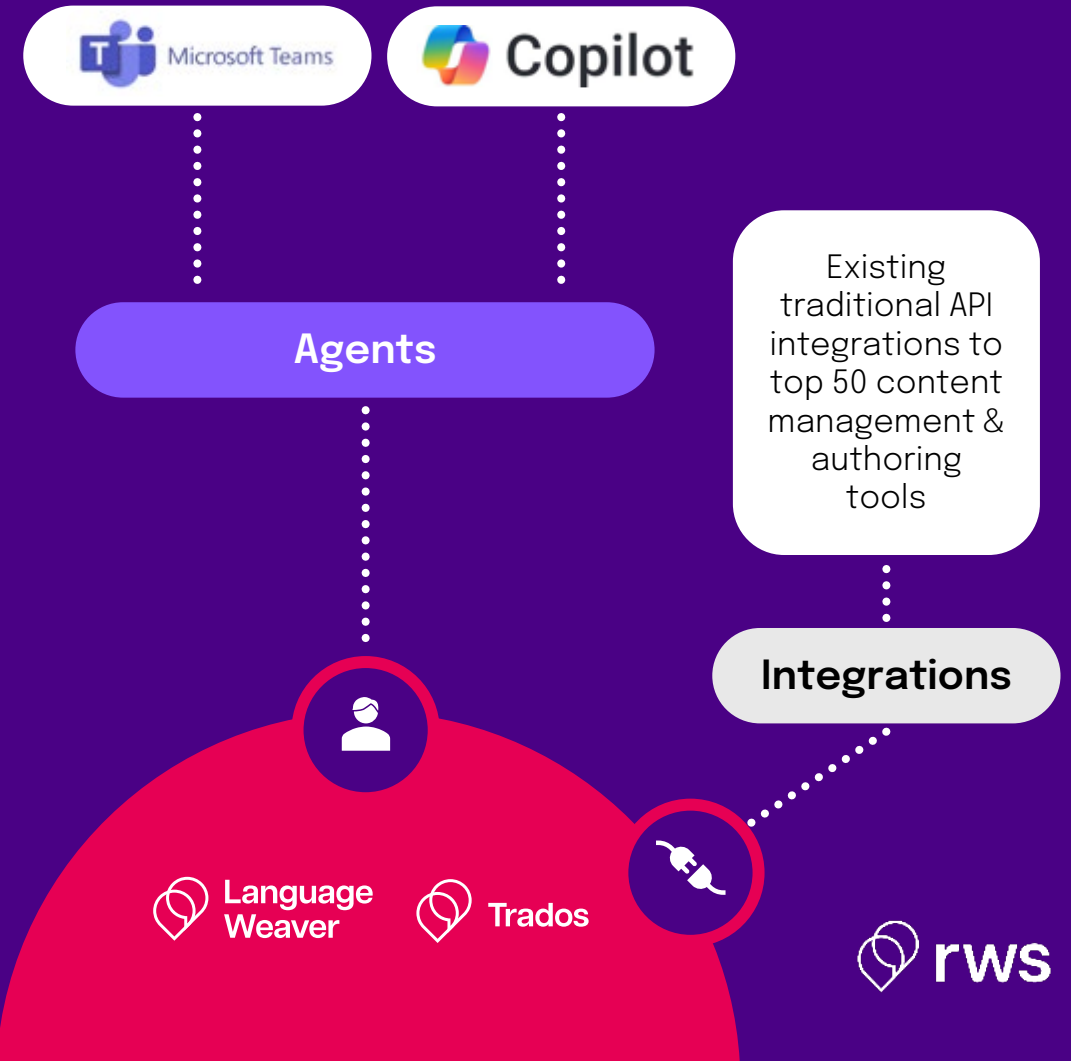 Microsoft Teams
Copilot
Agents
Existing
traditional API
integrations to
top 50 content
management &
authoring
tools
Integrations
Language
Weaver
Trados
rws